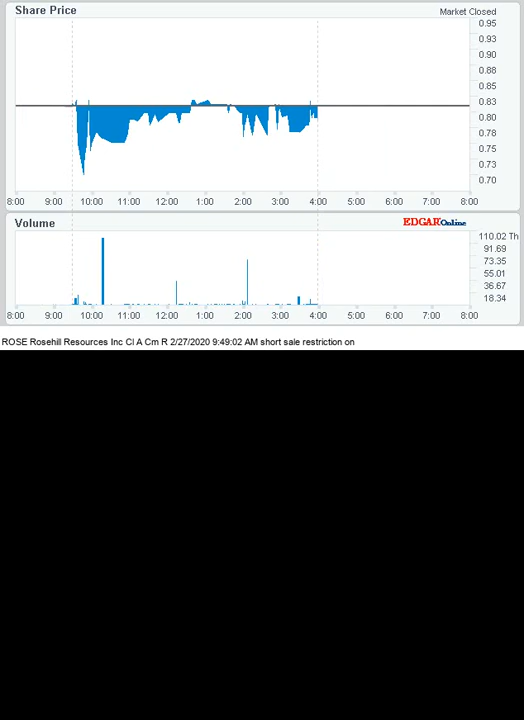 Share Price
Market Closed
0.95
0.93
0.90
0.88
0.85
0.83
0.80
0.78
0.75
0.73
0.70
8:00 9:00 10:00 11:00 12:00 1:00 2:00 3:00 4:00 5:00 6:00 7:00 8:00
Volume
EDGAR Online
110.02 Th
91.69
73.35
55.01
36.67
18.34
8:00 9:00 10:00 11:00 12:00 1:00 2:00 3:00 4:00 5:00 6:00 7:00 8:00
ROSE Rosehill Resources Inc Cl A Cm R 2/27/2020 9:49:02 AM short sale restriction on